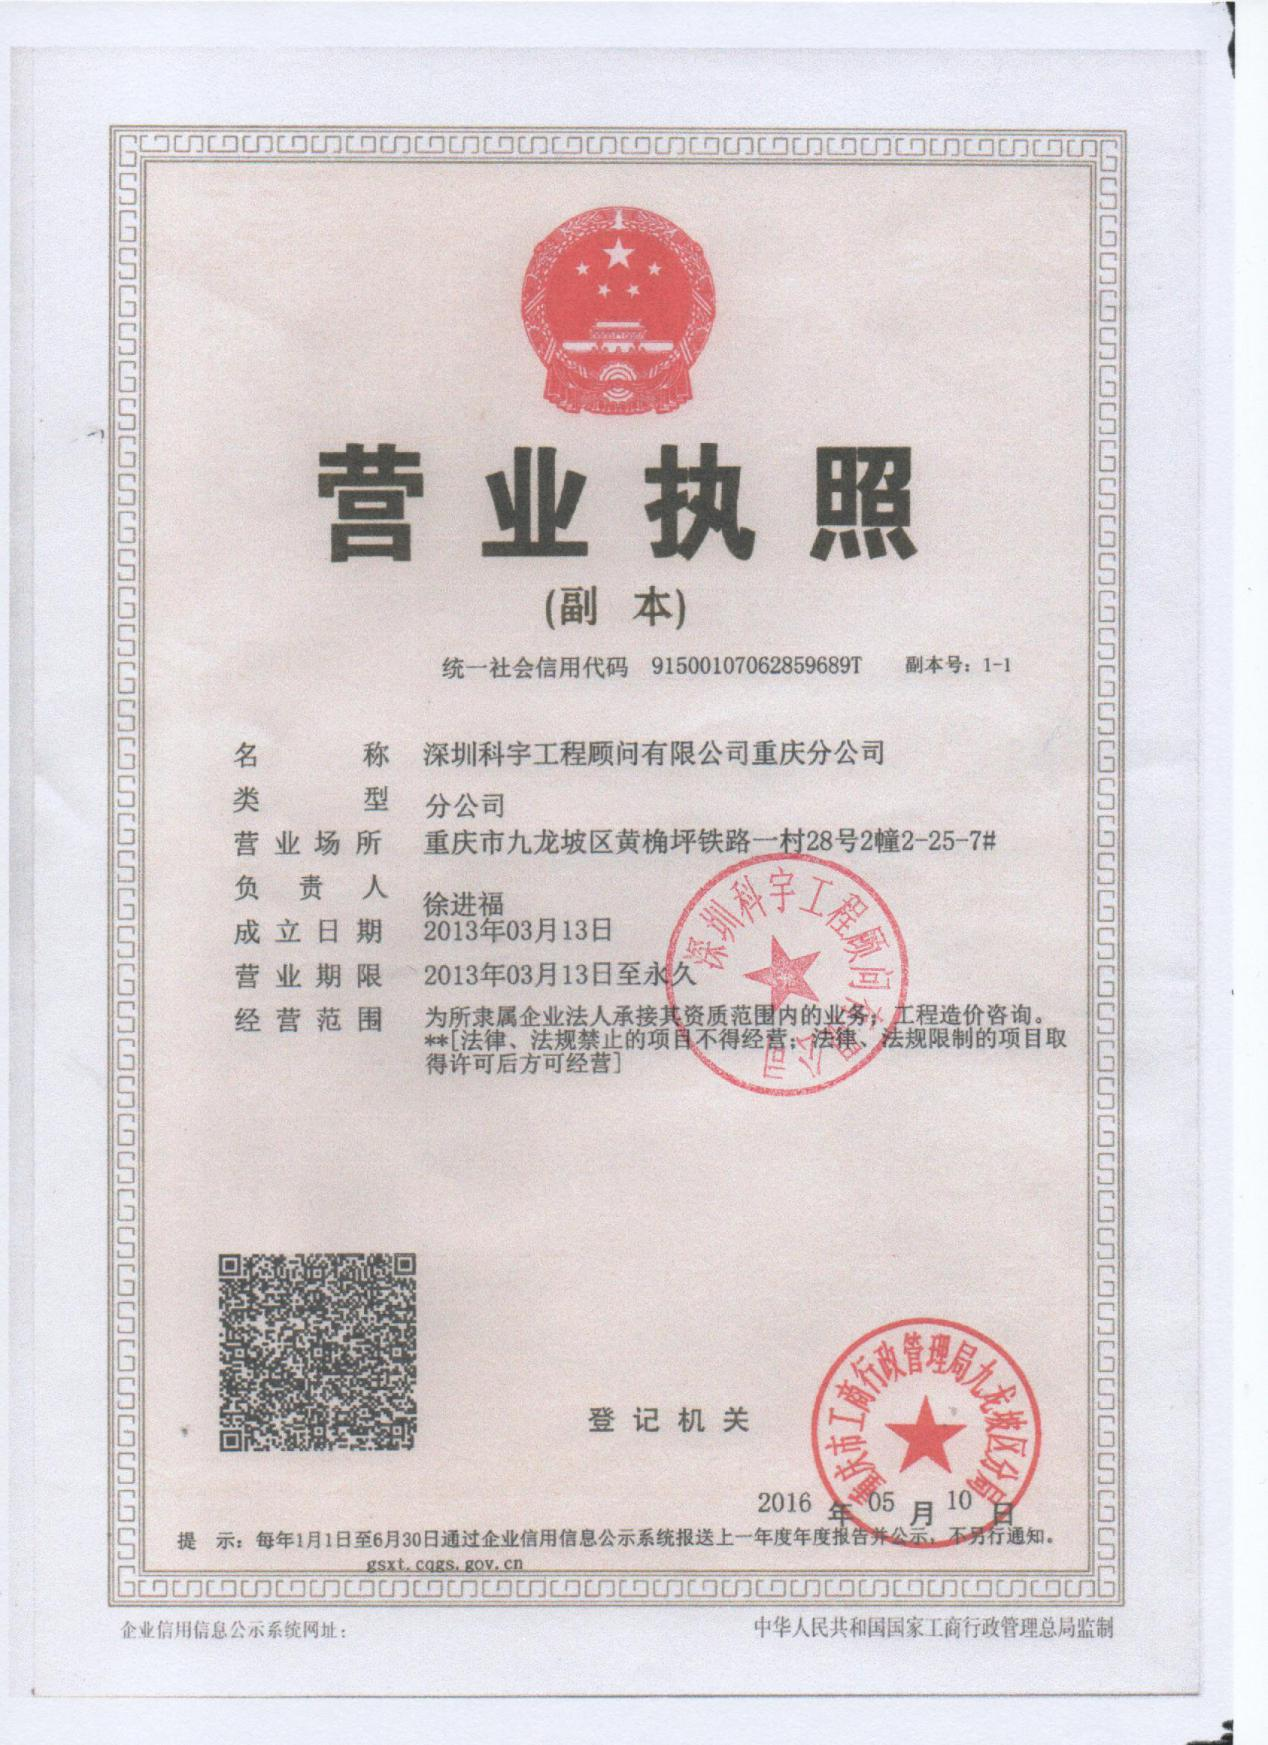 营业执照
(副 本)
统一社会信用代码 91500107062859689T 副本号：1-1
名称 深圳科宇工程顾问有限公司重庆分公司
类型 分公司
营业场所 重庆市九龙坡区黄桷坪铁路一村28号2幢2-25-7#
负责人 徐进福
成立日期 2013年03月13日
营业期限 2013年03月13日至永久
经营范围 为所隶属企业法人承接其资质范围内的业务；工程造价咨询。
**[法律、法规禁止的项目不得经营；法律、法规限制的项目取
得许可后方可经营]
深圳科宇工程顾问有限公司
登记机关
重庆市工商行政管理局九龙坡区分局
2016年05月10日
提 示：每年1月1日至6月30日通过企业信用信息公示系统报送上一年度年度报告并公示，不另行通知。
gsxt.cqgs.gov.cn
企业信用信息公示系统网址：
中华人民共和国国家工商行政管理总局监制